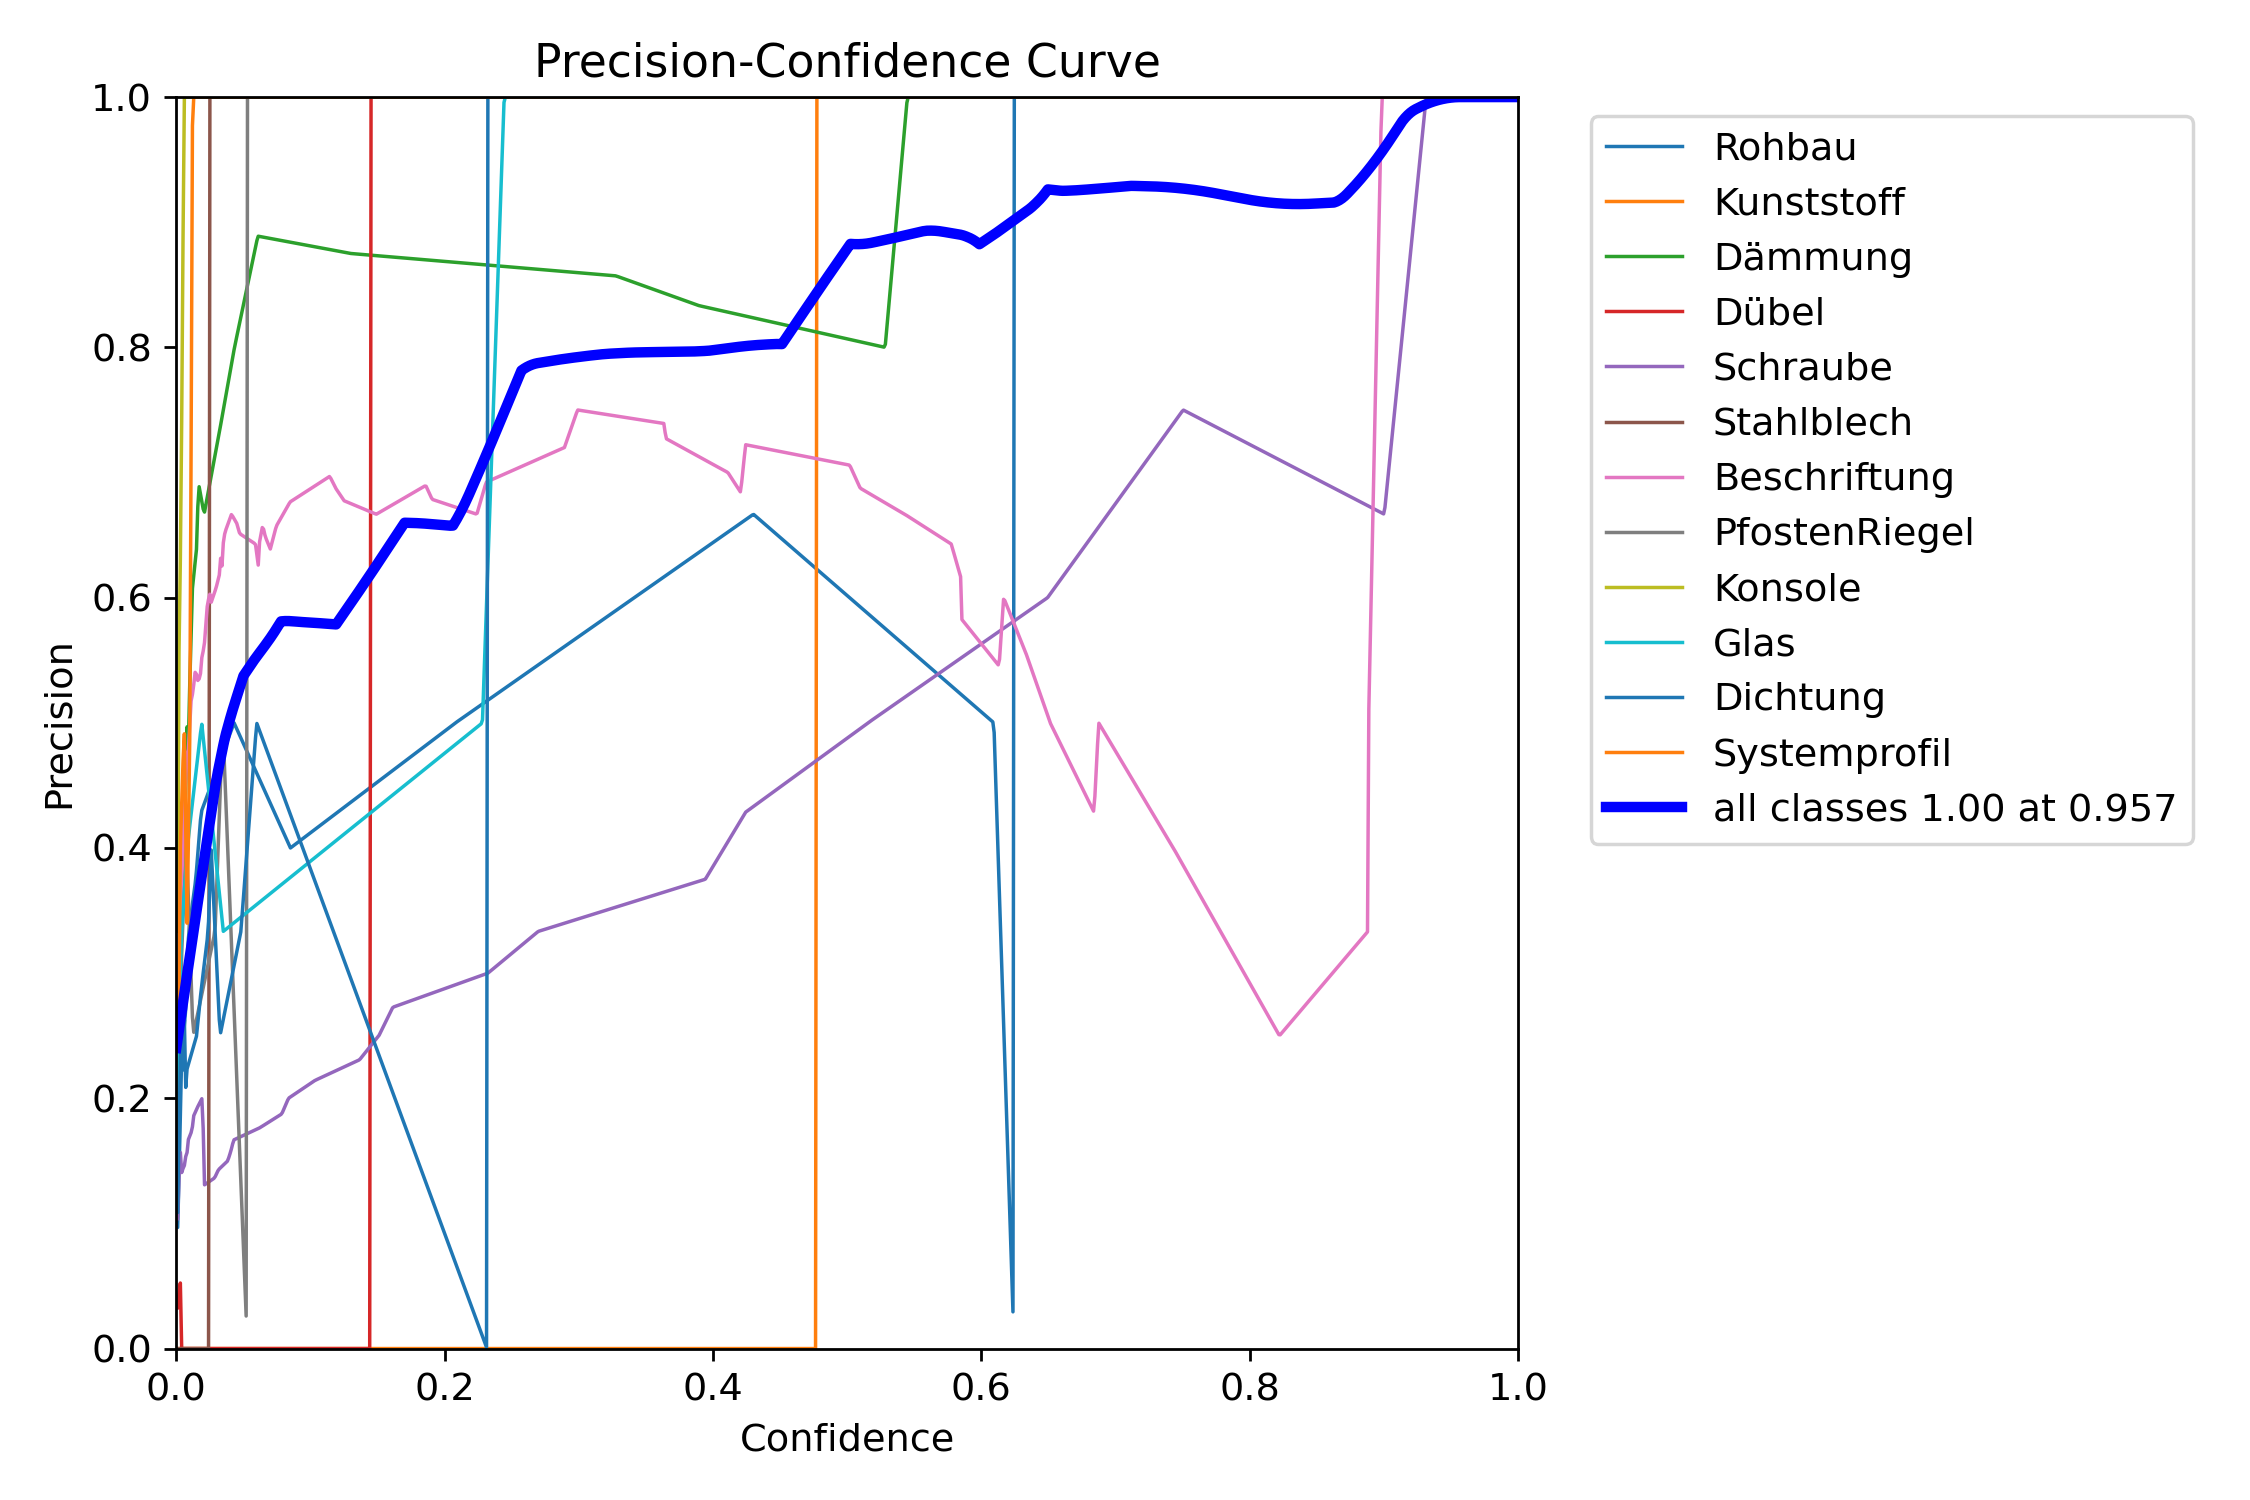 Precision-Confidence Curve
1.0
0.8
0.6
0.4
0.2
0.0
Precision
0.0 0.2 0.4 0.6 0.8 1.0
Confidence
Rohbau
Kunststoff
Dämmung
Dübel
Schraube
Stahlblech
Beschriftung
PfostenRiegel
Konsole
Glas
Dichtung
Systemprofil
all classes 1.00 at 0.957